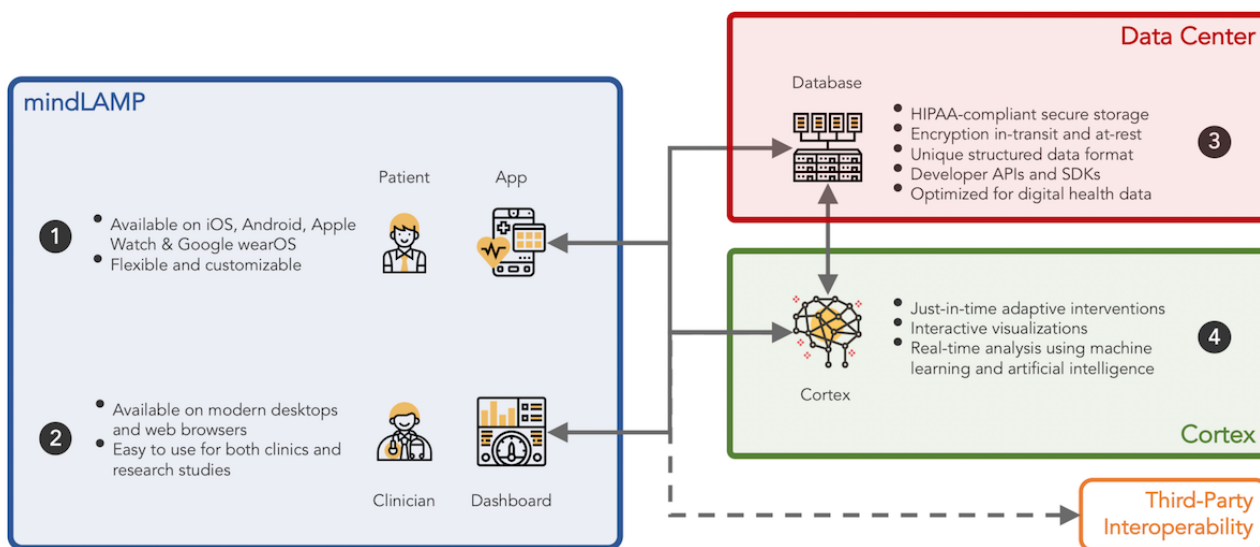 mindLAMP
Patient
App
1
• Available on iOS, Android, Apple
Watch & Google wearOS
• Flexible and customizable
2
• Available on modern desktops
and web browsers
• Easy to use for both clinics and
research studies
Clinician
Dashboard
Data Center
Database
• HIPAA-compliant secure storage
• Encryption in-transit and at-rest
• Unique structured data format
• Developer APIs and SDKs
• Optimized for digital health data
3
• Just-in-time adaptive interventions
• Interactive visualizations
• Real-time analysis using machine
learning and artificial intelligence
4
Cortex
Cortex
Third-Party
Interoperability